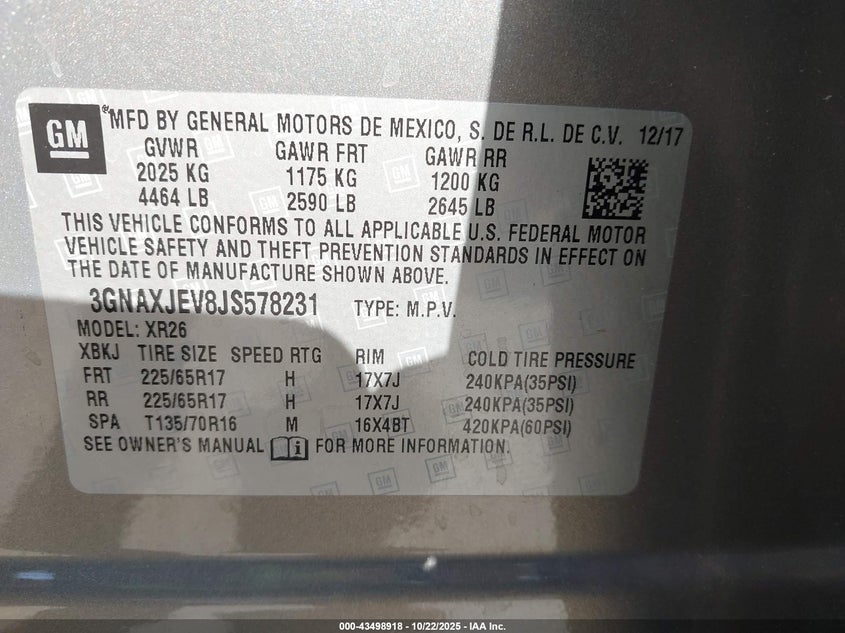 GM
® MFD BY GENERAL MOTORS DE MEXICO, S. DE R.L. DE C.V. 12/17
GVWR GAWR FRT GAWR RR
2025 KG 1175 KG 1200 KG
4464 LB 2590 LB 2645 LB
THIS VEHICLE CONFORMS TO ALL APPLICABLE U.S. FEDERAL MOTOR
VEHICLE SAFETY AND THEFT PREVENTION STANDARDS IN EFFECT ON
THE DATE OF MANUFACTURE SHOWN ABOVE.
3GNAXJEV8JS578231 TYPE: M.P.V.
MODEL: XR26
XBKJ TIRE SIZE SPEED RTG RIM COLD TIRE PRESSURE
FRT 225/65R17 H 17X7J 240KPA(35PSI)
RR 225/65R17 H 17X7J 240KPA(35PSI)
SPA T135/70R16 M 16X4BT 420KPA(60PSI)
SEE OWNER'S MANUAL FOR MORE INFORMATION.
000-43498918 - 10/22/2025 - IAA Inc.